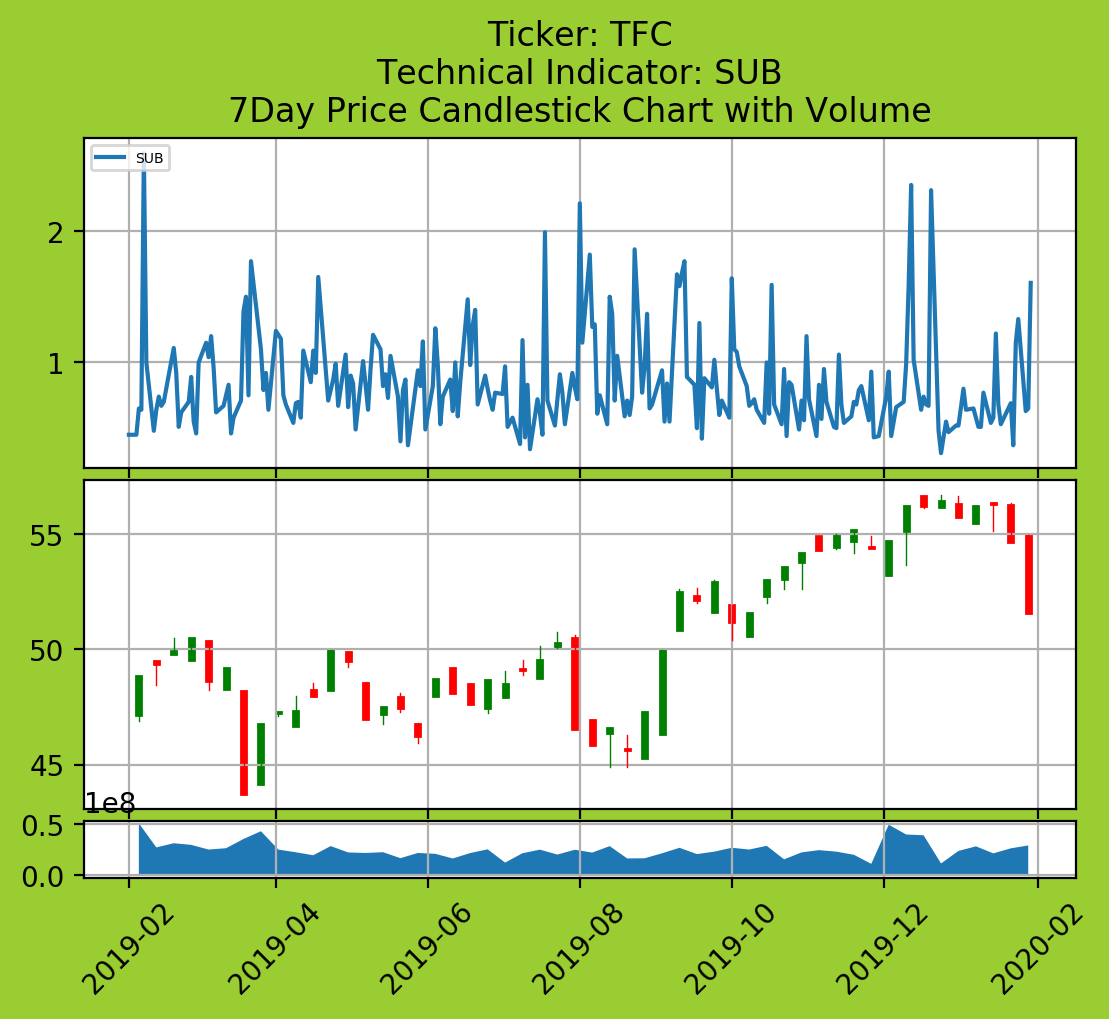 Ticker: TFC
Technical Indicator: SUB
7Day Price Candlestick Chart with Volume
SUB
2
1
55
50
45
1e8
0.5
0.0
2019-02
2019-04
2019-06
2019-08
2019-10
2019-12
2020-02